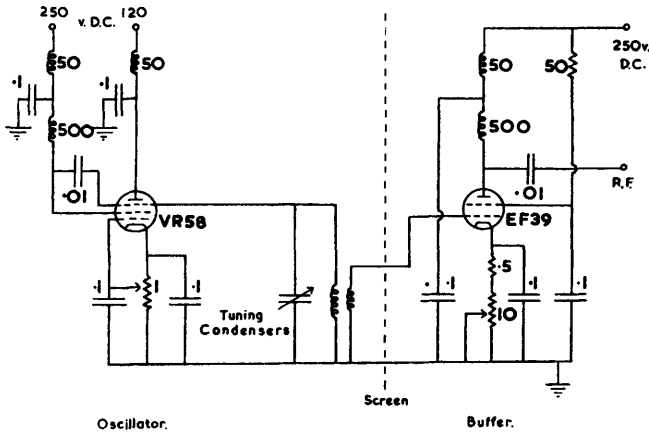 250 v. D.C. 120
50
50
50
50
250v.
D.C.
.1
.1
500
500
.01
.01
R.F.
VR58
EF39
.1
1
.1
Tuning
Condensers
.1
.5
10
.1
.1
Screen
Oscillator.
Buffer.